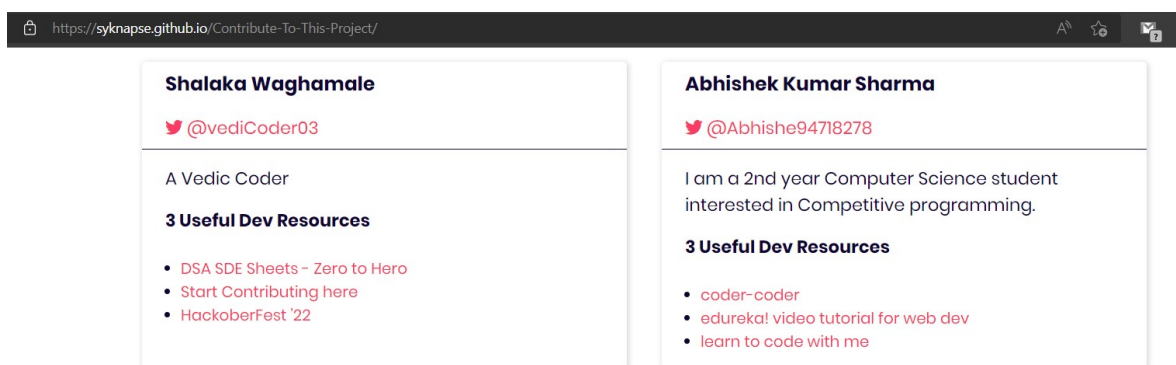 https://syknapse.github.io/Contribute-To-This-Project/
Shalaka Waghamale
@vediCoder03
A Vedic Coder
3 Useful Dev Resources
DSA SDE Sheets - Zero to Hero
Start Contributing here
HackoberFest '22
Abhishek Kumar Sharma
@Abhishe94718278
I am a 2nd year Computer Science student
interested in Competitive programming.
3 Useful Dev Resources
coder-coder
edureka! video tutorial for web dev
learn to code with me